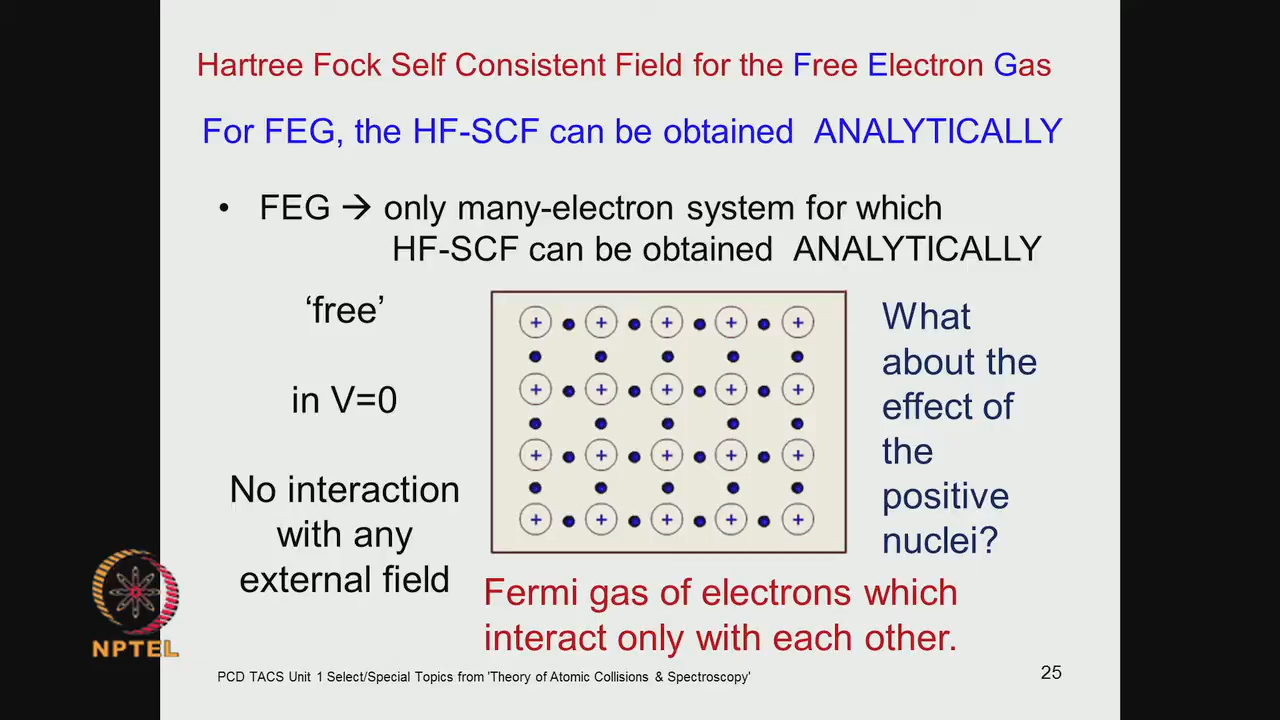 Hartree Fock Self Consistent Field for the Free Electron Gas
For FEG, the HF-SCF can be obtained ANALYTICALLY
• FEG → only many-electron system for which
HF-SCF can be obtained ANALYTICALLY
‘free’
in V=0
No interaction
with any
external field
+ + + + +
+ + + + +
+ + + + +
+ + + + +
What
about the
effect of
the
positive
nuclei?
Fermi gas of electrons which
interact only with each other.
NPTEL
PCD TACS Unit 1 Select/Special Topics from 'Theory of Atomic Collisions & Spectroscopy'
25